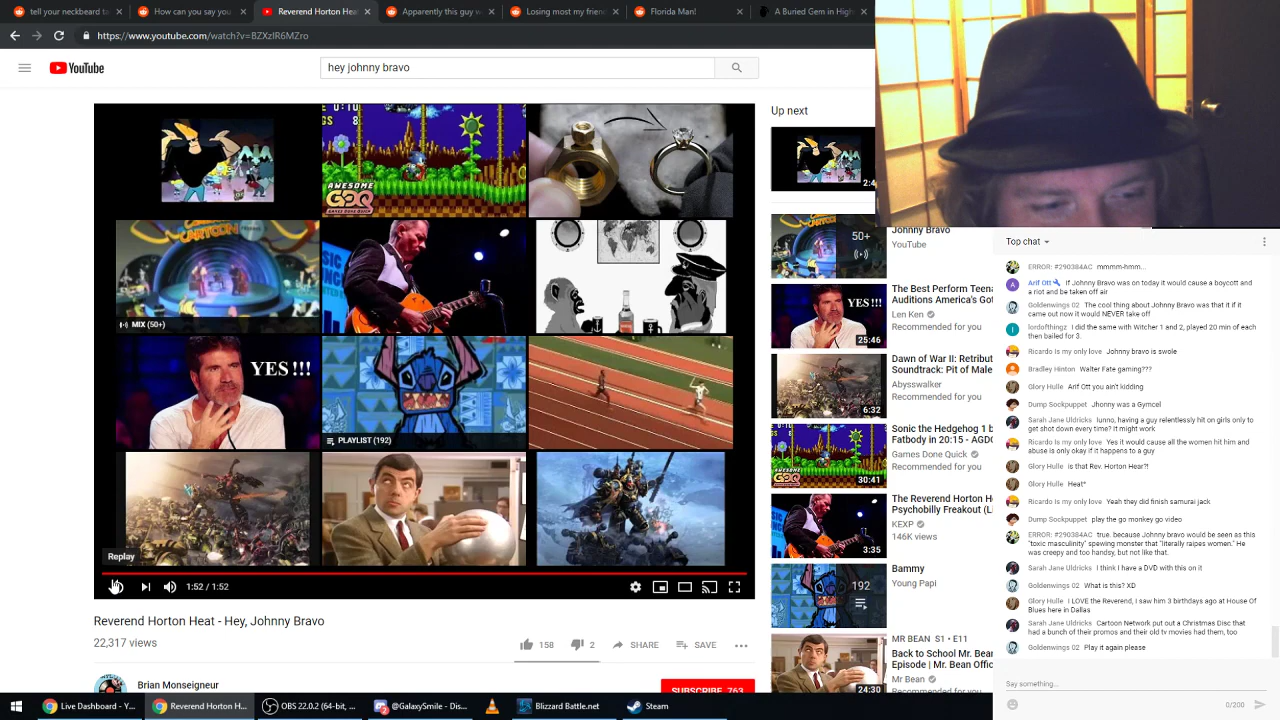 tell your neckbeard ta
How can you say you
Reverend Horton Hea
Apparently this guy w
Losing most my frien
Florida Man!
A Buried Gem in High
https://www.youtube.com/watch?v=BZXzIR6MZro
YouTube
hey johnny bravo
AWESOME
GDQ
GAMES DONE QUICK
MIX (50+)
YES !!!
PLAYLIST (192)
Replay
1:52 / 1:52
Reverend Horton Heat - Hey, Johnny Bravo
22,317 views
158
2
SHARE
SAVE
Brian Monseigneur
SUBSCRIBE 763
Up next
2:4
50+
Johnny Bravo
YouTube
YES !!!
25:46
The Best Perform Teena
Auditions America's Got
Len Ken
Recommended for you
6:32
Dawn of War II: Retribut
Soundtrack: Pit of Male
Abysswalker
Recommended for you
30:41
Sonic the Hedgehog 1 b
Fatbody in 20:15 - AGDQ
Games Done Quick
Recommended for you
3:35
The Reverend Horton He
Psychobilly Freakout (Li
KEXP
146K views
192
Bammy
Young Papi
24:30
MR BEAN S1 • E11
Back to School Mr. Bean
Episode | Mr. Bean Offic
Mr Bean
Recommended for you
Top chat
ERROR: #290384AC mmmm-hmm...
Arif Ott If Johnny Bravo was on today it would cause a boycott and
a riot and be taken off air
Goldenwings 02 The cool thing about Johnny Bravo was that it if it
came out now it would NEVER take off
lordofthingz I did the same with Witcher 1 and 2, played 20 min of each
then bailed for 3.
Ricardo Is my only love Johnny bravo is swole
Bradley Hinton Walter Fate gaming???
Glory Hulle Arif Ott you ain't kidding
Dump Sockpuppet Jhonny was a Gymcel
Sarah Jane Uldricks Iunno, having a guy relentlessly hit on girls only to
get shot down every time? It might work
Ricardo Is my only love Yes it would cause all the women hit him and
abuse is only okay if it happens to a guy
Glory Hulle is that Rev. Horton Hear?!
Glory Hulle Heat*
Ricardo Is my only love Yeah they did finish samurai jack
Dump Sockpuppet play the go monkey go video
ERROR: #290384AC true. because Johnny bravo would be seen as this
"toxic masculinity" spewing monster that "literally raipes women." He
was creepy and too handsy, but not like that.
Sarah Jane Uldricks I think I have a DVD with this on it
Goldenwings 02 What is this? XD
Glory Hulle I LOVE the Reverend, I saw him 3 birthdays ago at House Of
Blues here in Dallas
Sarah Jane Uldricks Cartoon Network put out a Christmas Disc that
had a bunch of their promos and their old tv movies had them, too
Goldenwings 02 Play it again please
Say something...
0/200
Live Dashboard - Y...
Reverend Horton H...
OBS 22.0.2 (64-bit, ...
@GalaxySmile - Dis...
Blizzard Battle.net
Steam